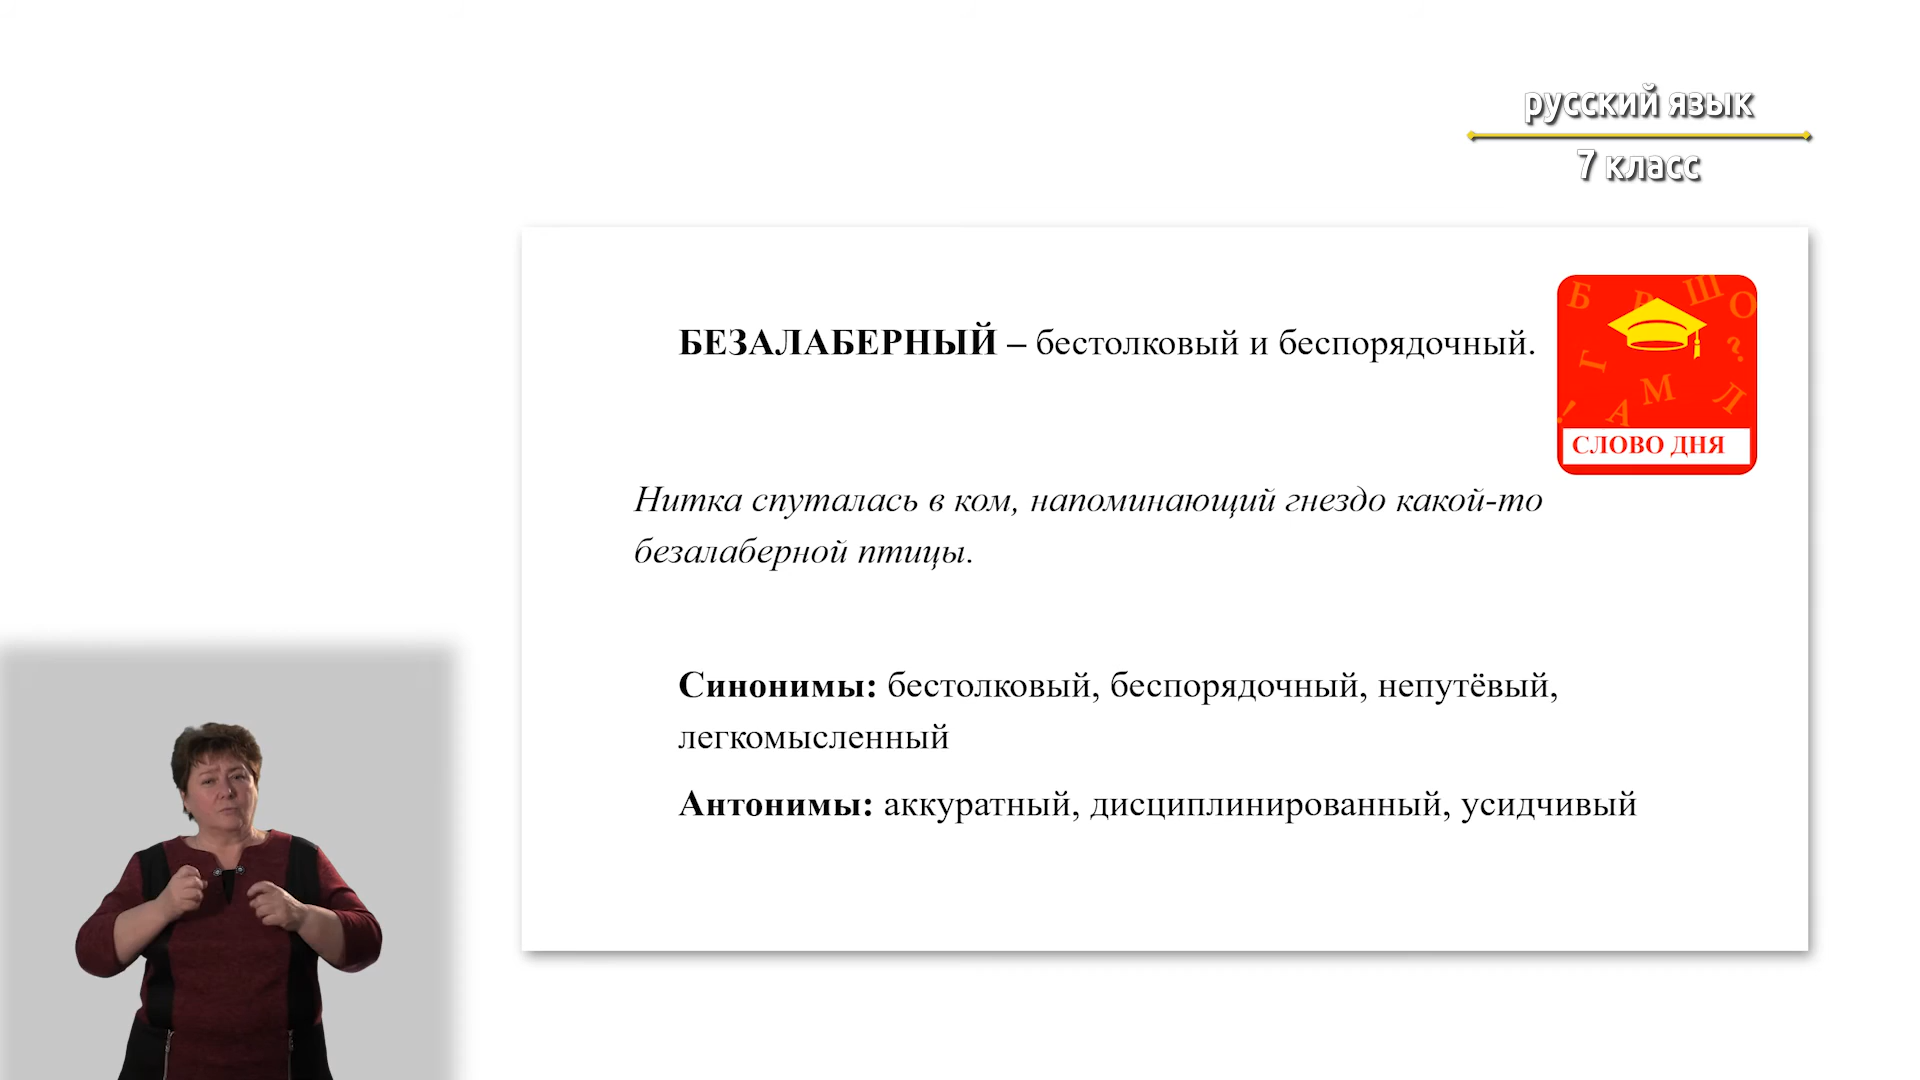 русский язык
7 класс
БЕЗАЛАБЕРНЫЙ – бестолковый и беспорядочный.
СЛОВО ДНЯ
Нитка спуталась в ком, напоминающий гнездо какой-то
безалаберной птицы.
Синонимы: бестолковый, беспорядочный, непутёвый,
легкомысленный
Антонимы: аккуратный, дисциплинированный, усидчивый